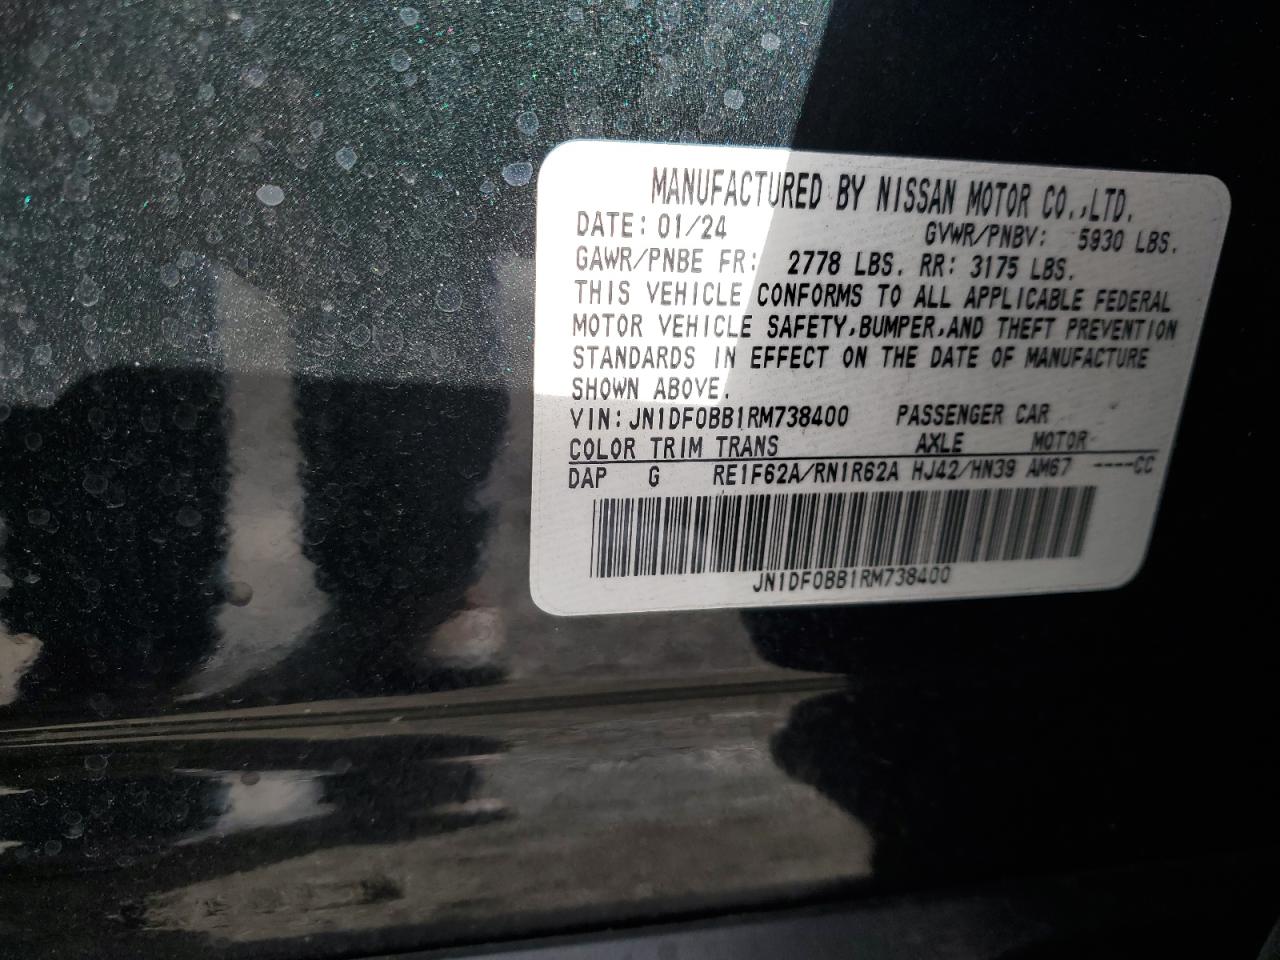 MANUFACTURED BY NISSAN MOTOR CO.,LTD.
DATE: 01/24 GVWR/PNBV: 5930 LBS.
GAWR/PNBE FR: 2778 LBS. RR: 3175 LBS.
THIS VEHICLE CONFORMS TO ALL APPLICABLE FEDERAL
MOTOR VEHICLE SAFETY,BUMPER,AND THEFT PREVENTION
STANDARDS IN EFFECT ON THE DATE OF MANUFACTURE
SHOWN ABOVE.
VIN: JN1DF0BB1RM738400 PASSENGER CAR
COLOR TRIM TRANS AXLE MOTOR
DAP G RE1F62A/RN1R62A HJ42/HN39 AM67 ----CC
JN1DF0BB1RM738400